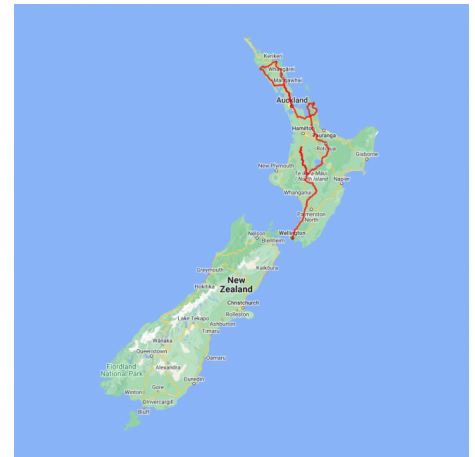 Kerikeri
Whangārei
Mangawhai
Auckland
Hamilton
Tauranga
Rotorua
Gisborne
New Plymouth
Te Ika-a-Māui
North Island
Napier
Whanganui
Palmerston
North
Nelson
Wellington
Blenheim
Greymouth
Kaikōura
Hokitika
New
Zealand
Christchurch
Lake Tekapo
Rolleston
Ashburton
Timaru
Wānaka
Queenstown
Oamaru
Fiordland
National Park
Alexandra
Dunedin
Gore
Winton
Invercargill
Bluff